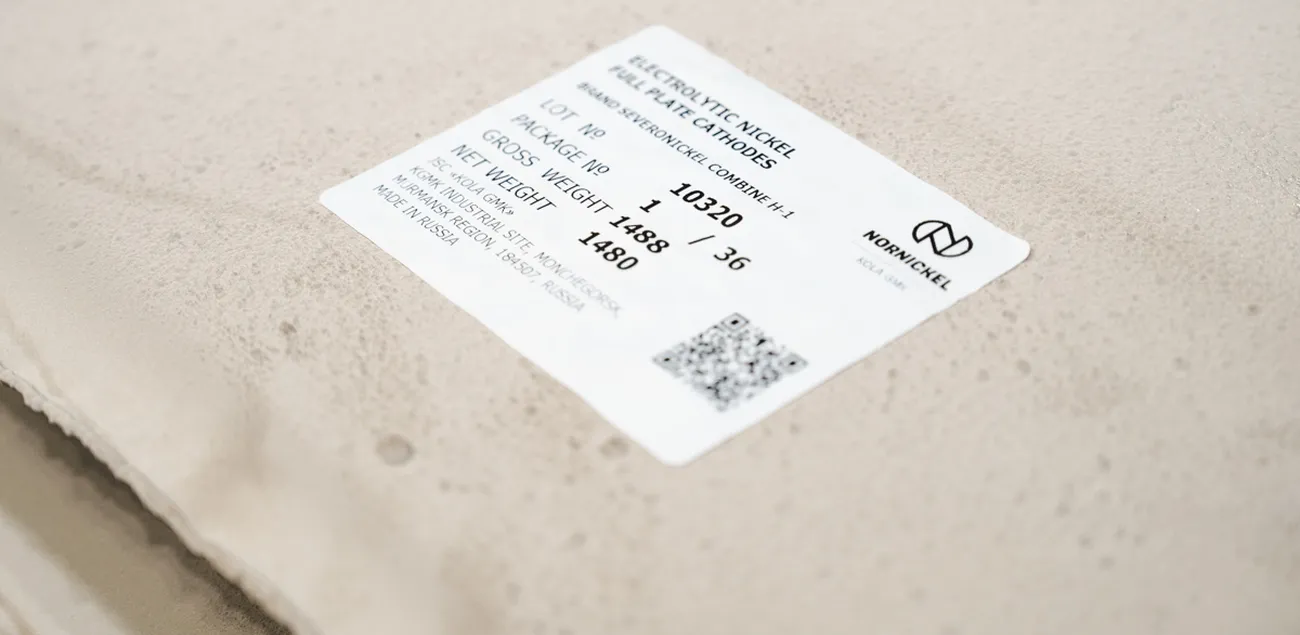 ELECTROLYTIC NICKEL
FULL PLATE CATHODES
BRAND SEVERONICKEL COMBINE H-1
LOT № 10320
PACKAGE № 1 / 36
GROSS WEIGHT 1488
NET WEIGHT 1480
JSC «KOLA GMK»
KGMK INDUSTRIAL SITE, MONCHEGORSK,
MURMANSK REGION, 184507, RUSSIA
MADE IN RUSSIA
NORNICKEL
KOLA GMK